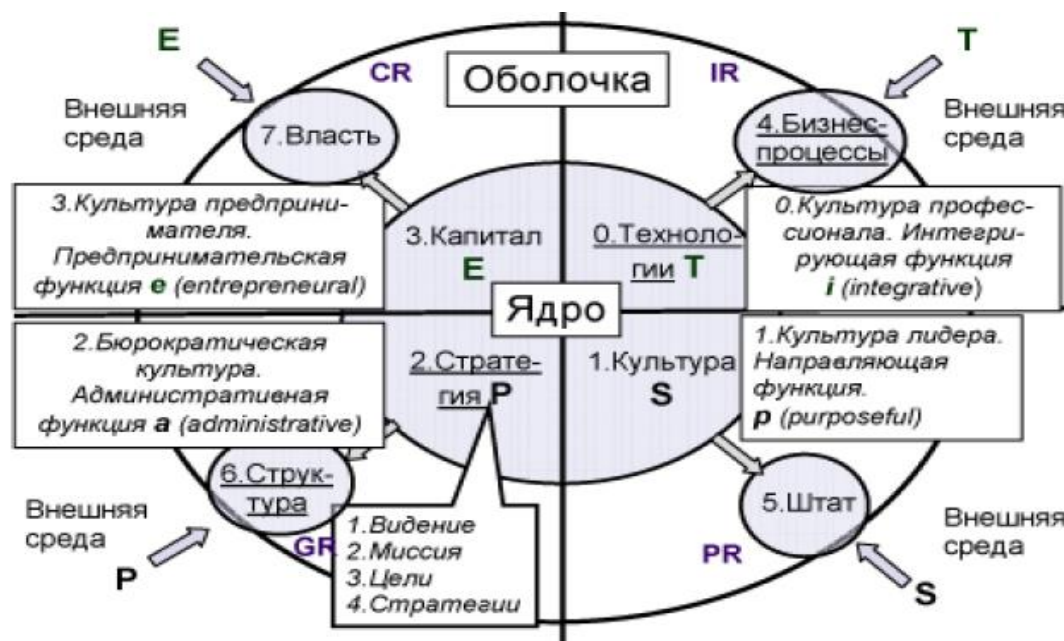 E
T
CR
Оболочка
IR
Внешняя
среда
7.Власть
4.Бизнес-
процессы
Внешняя
среда
3.Культура предприни-
мателя.
Предпринимательская
функция e (entrepreneural)
3.Капитал
E
0.Техноло-
гии T
0.Культура профес-
сионала. Интегри-
рующая функция
i (integrative)
Ядро
2.Бюрократическая
культура.
Административная
функция a (administrative)
2.Страте-
гия P
1.Культура
S
1.Культура лидера.
Направляющая
функция.
p (purposeful)
6.Струк-
тура
5.Штат
Внешняя
среда
P
GR
1.Видение
2.Миссия
3.Цели
4.Стратегии
PR
Внешняя
среда
S